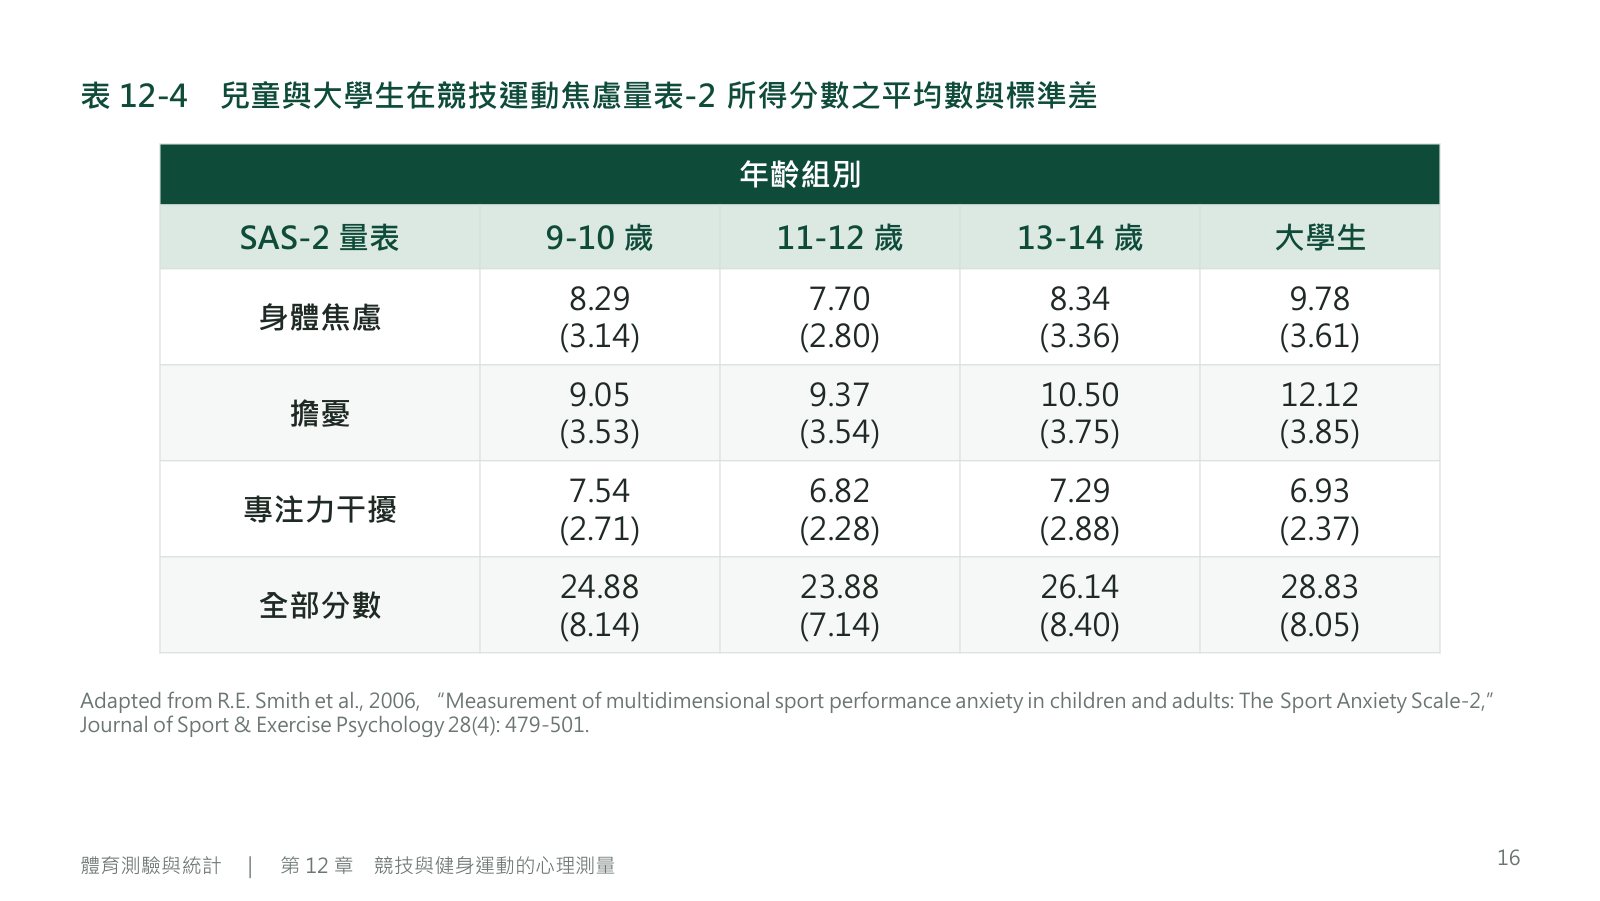 表 12-4　兒童與大學生在競技運動焦慮量表-2 所得分數之平均數與標準差
年齡組別
SAS-2 量表 9-10 歲 11-12 歲 13-14 歲 大學生
身體焦慮 8.29 7.70 8.34 9.78
(3.14) (2.80) (3.36) (3.61)
擔憂 9.05 9.37 10.50 12.12
(3.53) (3.54) (3.75) (3.85)
專注力干擾 7.54 6.82 7.29 6.93
(2.71) (2.28) (2.88) (2.37)
全部分數 24.88 23.88 26.14 28.83
(8.14) (7.14) (8.40) (8.05)
Adapted from R.E. Smith et al., 2006, “Measurement of multidimensional sport performance anxiety in children and adults: The Sport Anxiety Scale-2,”
Journal of Sport & Exercise Psychology 28(4): 479-501.
體育測驗與統計　|　第 12 章　競技與健身運動的心理測量
16